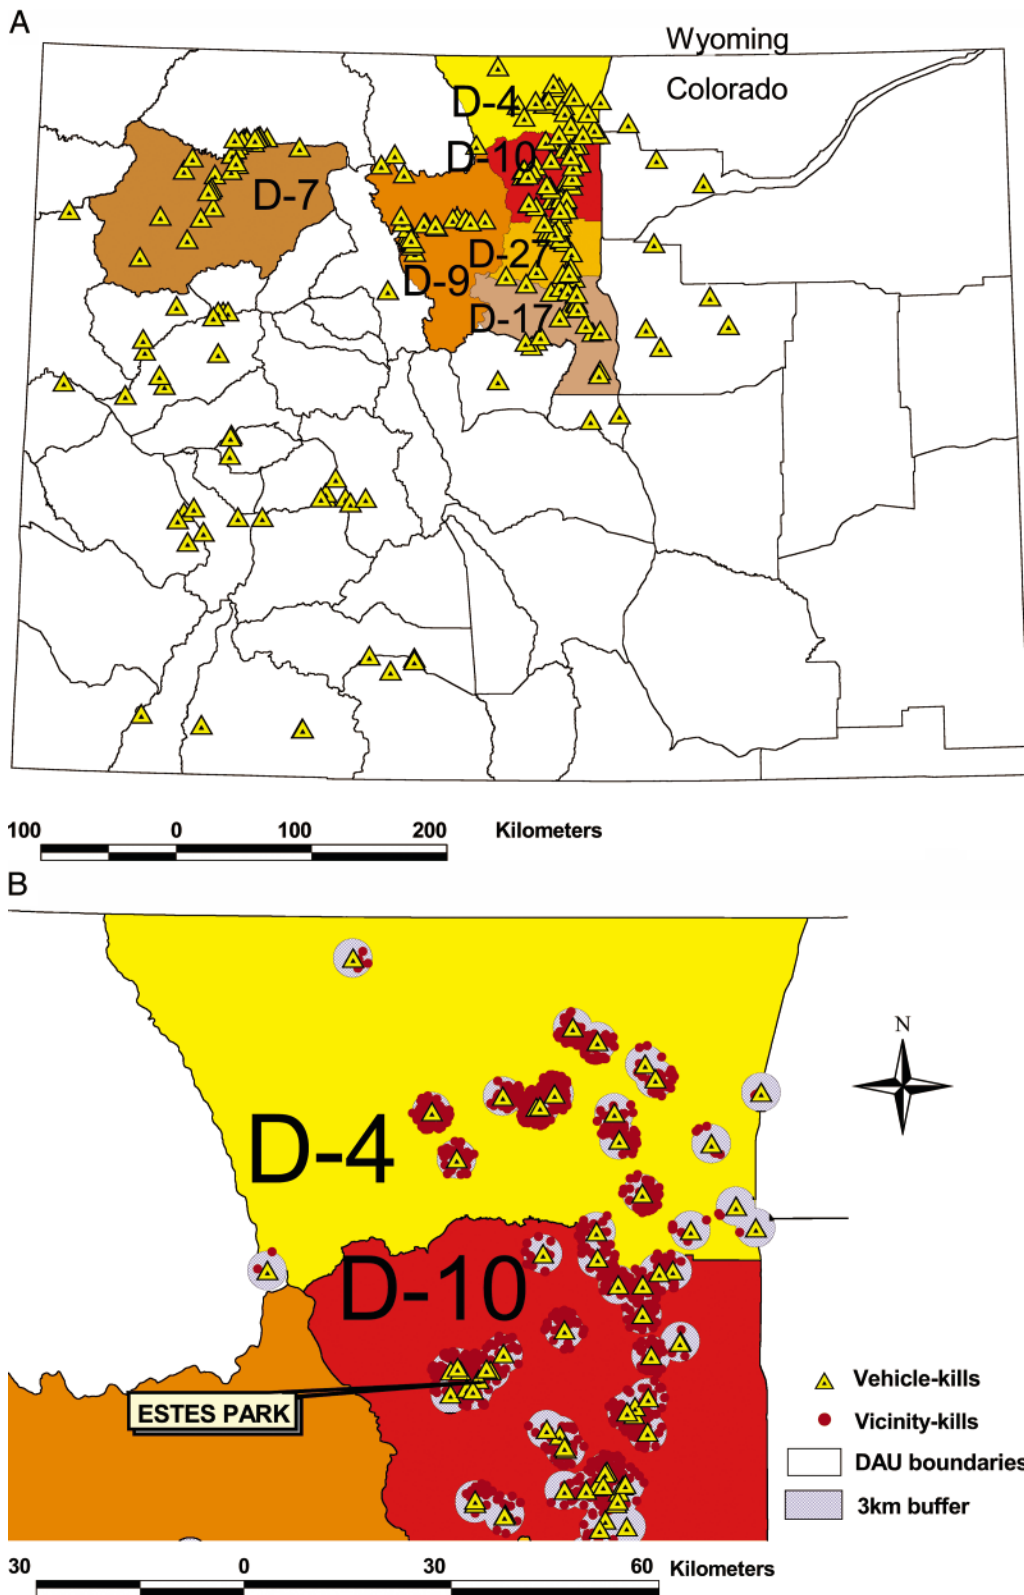 A
Wyoming
Colorado
D-4
D-10
D-7
D-27
D-9
D-17
100 0 100 200 Kilometers
B
N
D-4
D-10
ESTES PARK
Vehicle-kills
Vicinity-kills
DAU boundaries
3km buffer
30 0 30 60 Kilometers